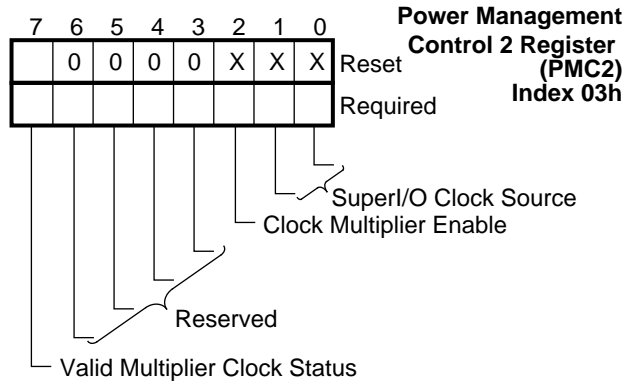 Power Management
Control 2 Register
(PMC2)
Index 03h
7 6 5 4 3 2 1 0
0 0 0 0 X X X Reset
Required
SuperI/O Clock Source
Clock Multiplier Enable
Reserved
Valid Multiplier Clock Status